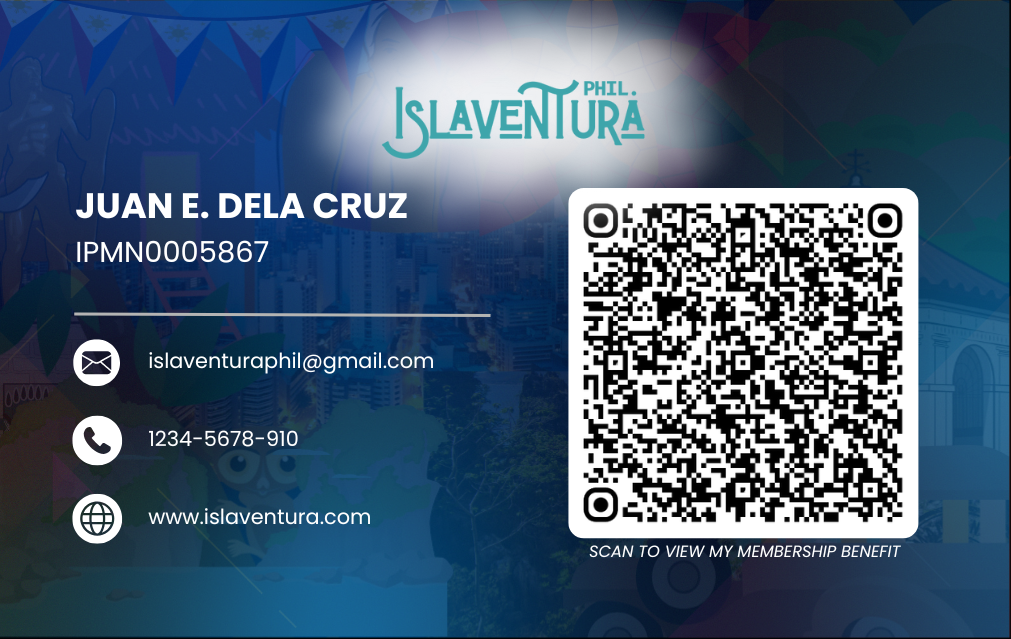 PHIL.
ISLAVENTURA
JUAN E. DELA CRUZ
IPMN0005867
islaventuraphil@gmail.com
1234-5678-910
www.islaventura.com
SCAN TO VIEW MY MEMBERSHIP BENEFIT